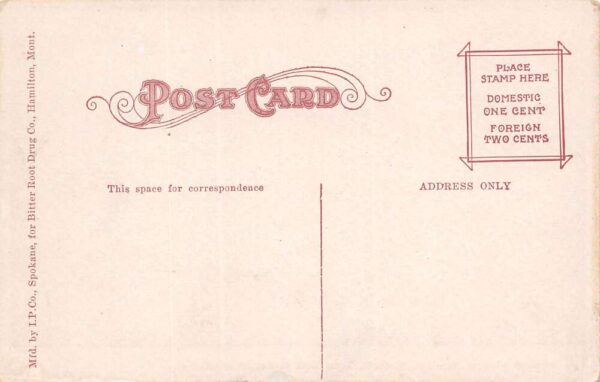 POST CARD
PLACE
STAMP HERE
DOMESTIC
ONE CENT
FOREIGN
TWO CENTS
This space for correspondence
ADDRESS ONLY
Mfd. by I.P.Co., Spokane, for Bitter Root Drug Co., Hamilton, Mont.